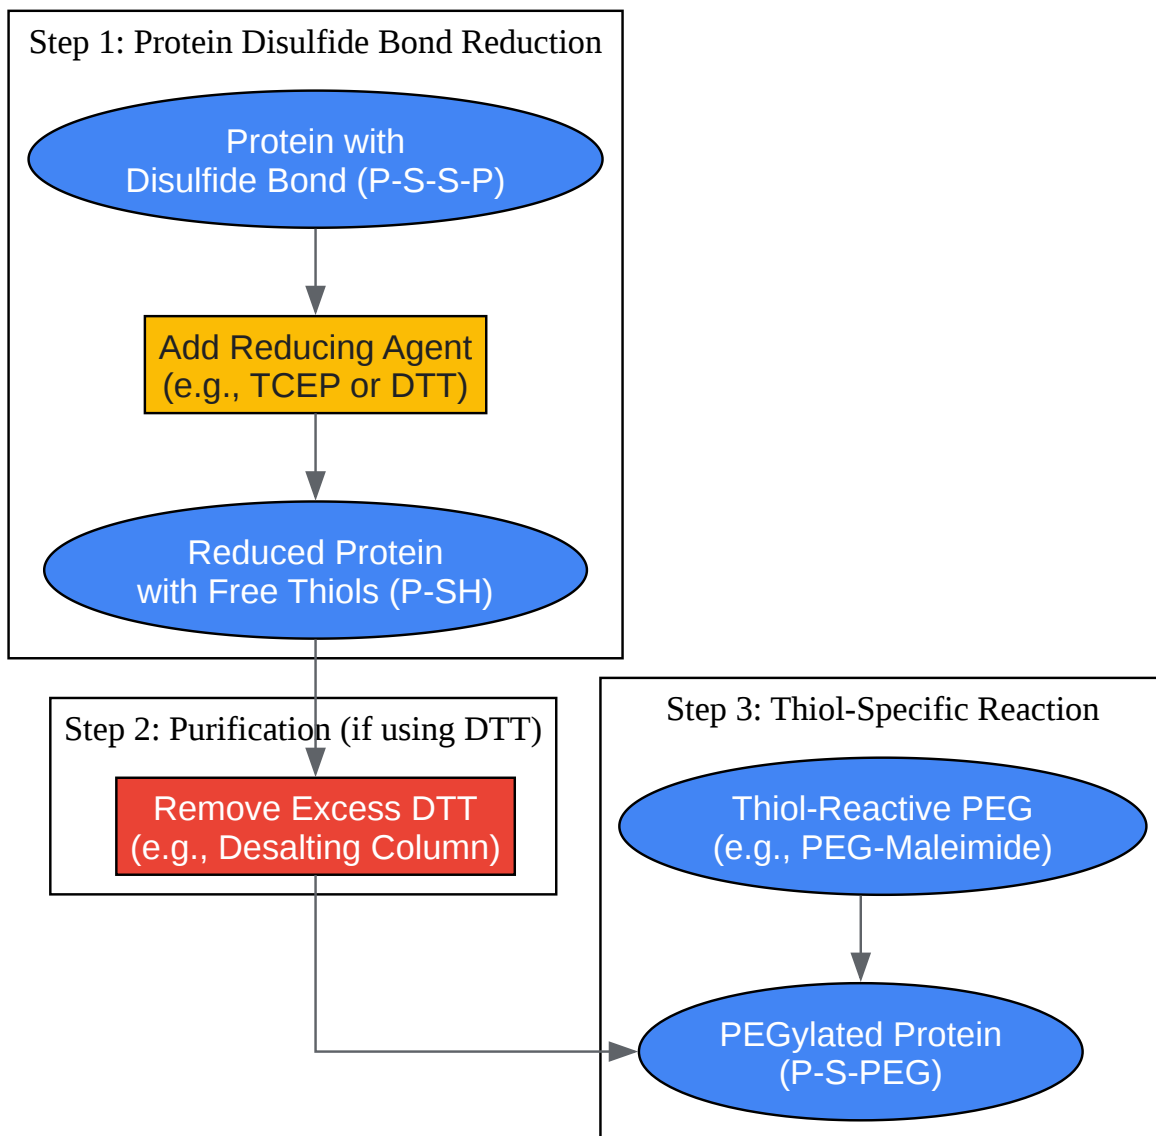 Step 1: Protein Disulfide Bond Reduction
Protein with
Disulfide Bond (P-S-S-P)
Add Reducing Agent
(e.g., TCEP or DTT)
Reduced Protein
with Free Thiols (P-SH)
Step 2: Purification (if using DTT)
Remove Excess DTT
(e.g., Desalting Column)
Step 3: Thiol-Specific Reaction
Thiol-Reactive PEG
(e.g., PEG-Maleimide)
PEGylated Protein
(P-S-PEG)